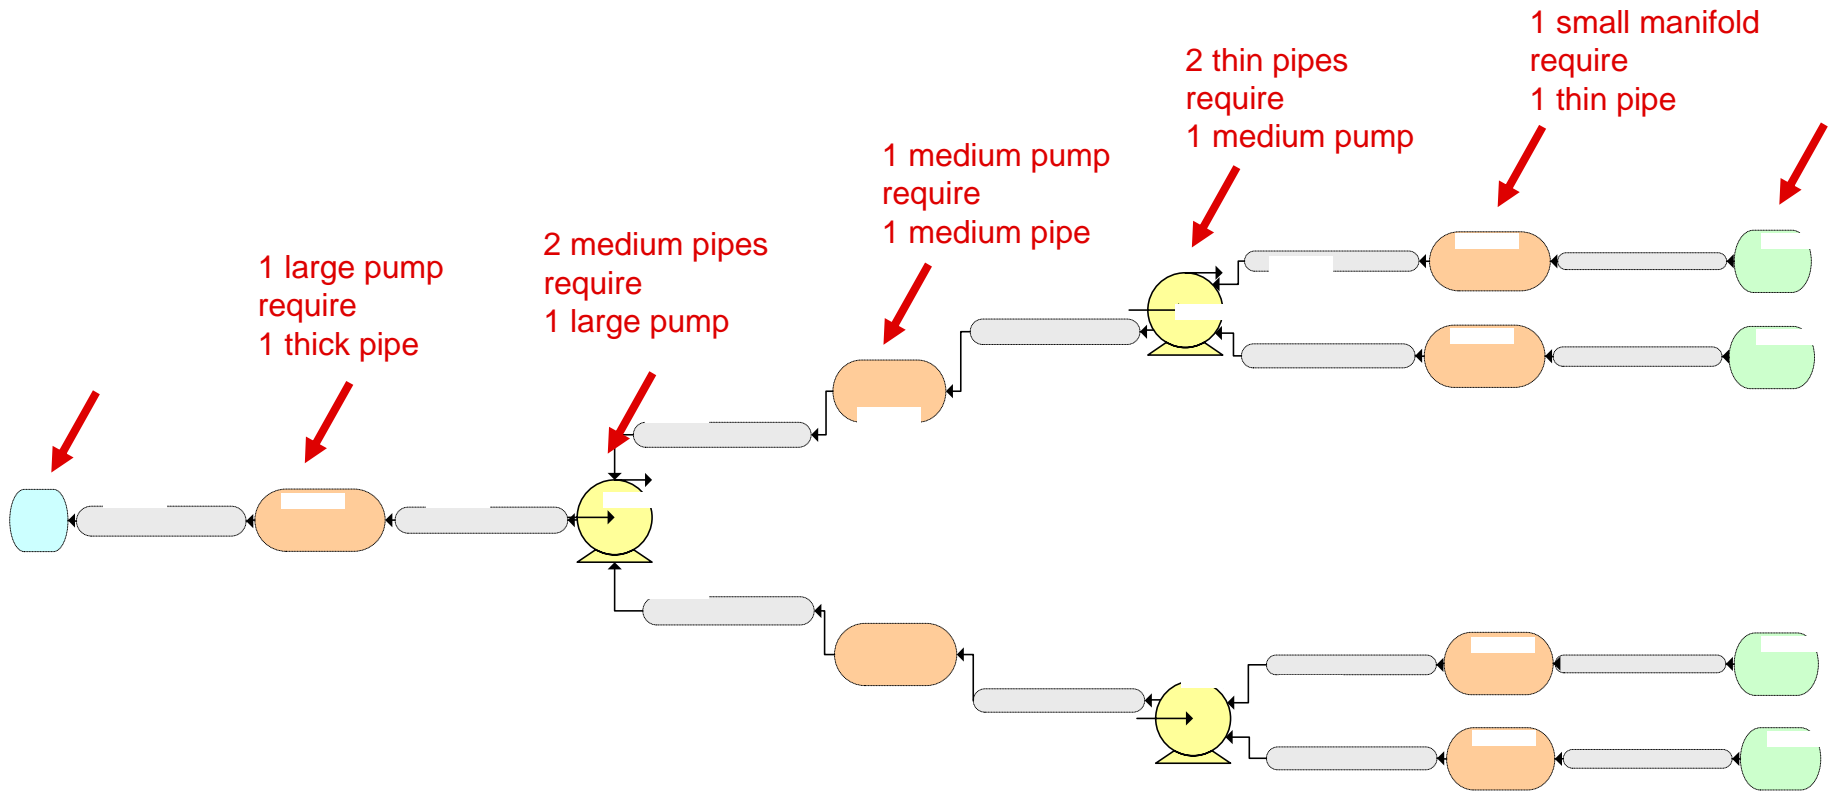 1 large pump
require
1 thick pipe
2 medium pipes
require
1 large pump
1 medium pump
require
1 medium pipe
2 thin pipes
require
1 medium pump
1 small manifold
require
1 thin pipe